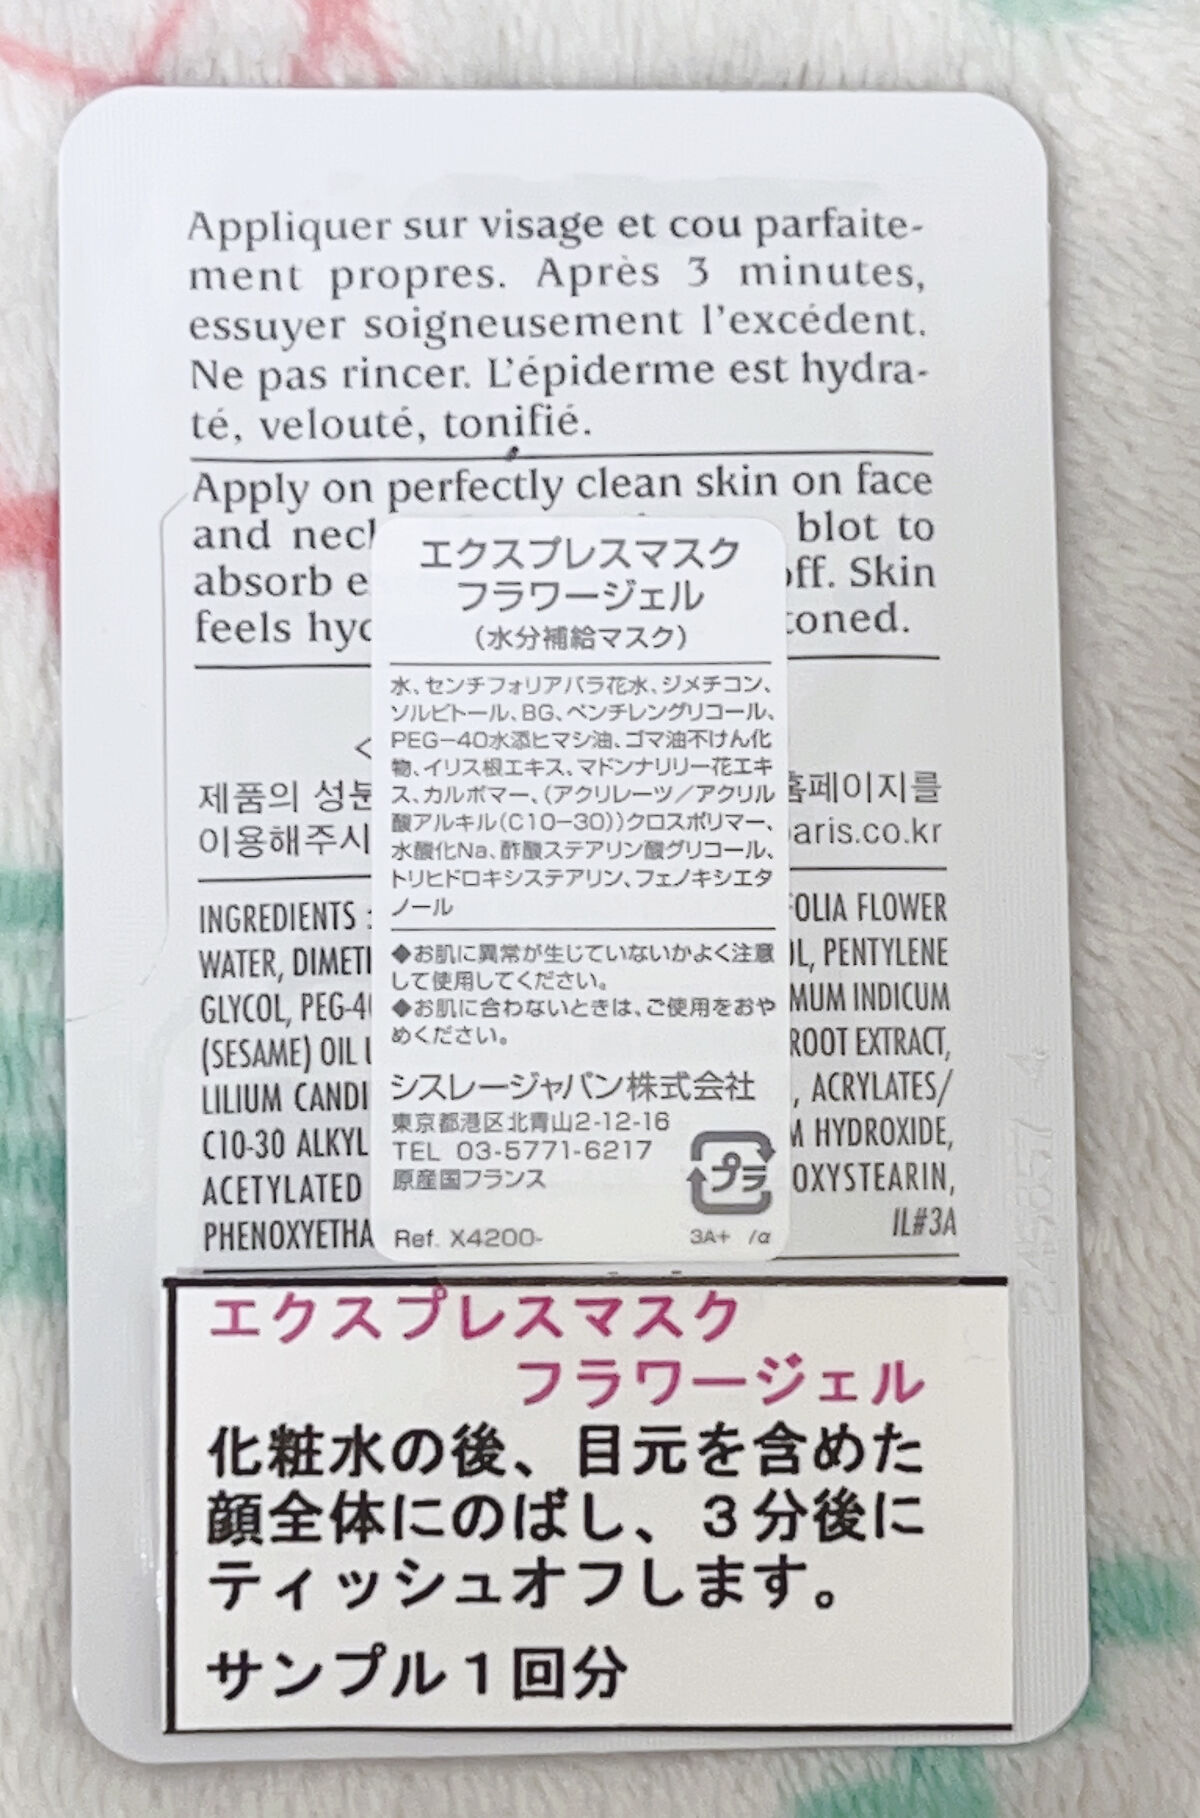 Appliquer sur visage et cou parfaite-
ment propres. Après 3 minutes,
essuyer soigneusement l'excédent.
Ne pas rincer. L'épiderme est hydra-
té, velouté, tonifié.
Apply on perfectly clean skin on face
and neck blot to
absorb off. Skin
feels toned.
제품의 성분 홈페이지를
이용해주시 aris.co.kr
INGREDIENTS : FOLIA FLOWER
WATER, PENTYLENE
GLYCOL, PEG-40 MUM INDICUM
(SESAME) OIL ROOT EXTRACT,
LILIUM CANDI , ACRYLATES/
C10-30 ALKYL HYDROXIDE,
ACETYLATED OXYSTEARIN,
PHENOXYETHA IL#3A
エクスプレスマスク
フラワージェル
(水分補給マスク)
水、センチフォリアバラ花水、ジメチコン、
ソルビトール、BG、ペンチレングリコール、
PEG-40水添ヒマシ油、ゴマ油不けん化
物、イリス根エキス、マドンナリリー花エキ
ス、カルボマー、(アクリレーツ/アクリル
酸アルキル(C10-30))クロスポリマー、
水酸化Na、酢酸ステアリン酸グリコール、
トリヒドロキシステアリン、フェノキシエタ
ノール
◆お肌に異常が生じていないかよく注意
して使用してください。
◆お肌に合わないときは、ご使用をおや
めください。
シスレージャパン株式会社
東京都港区北青山2-12-16
TEL 03-5771-6217
原産国フランス
プラ
Ref. X4200- 3A+ /α
エクスプレスマスク
フラワージェル
化粧水の後、目元を含めた
顔全体にのばし、3分後に
ティッシュオフします。
サンプル1回分